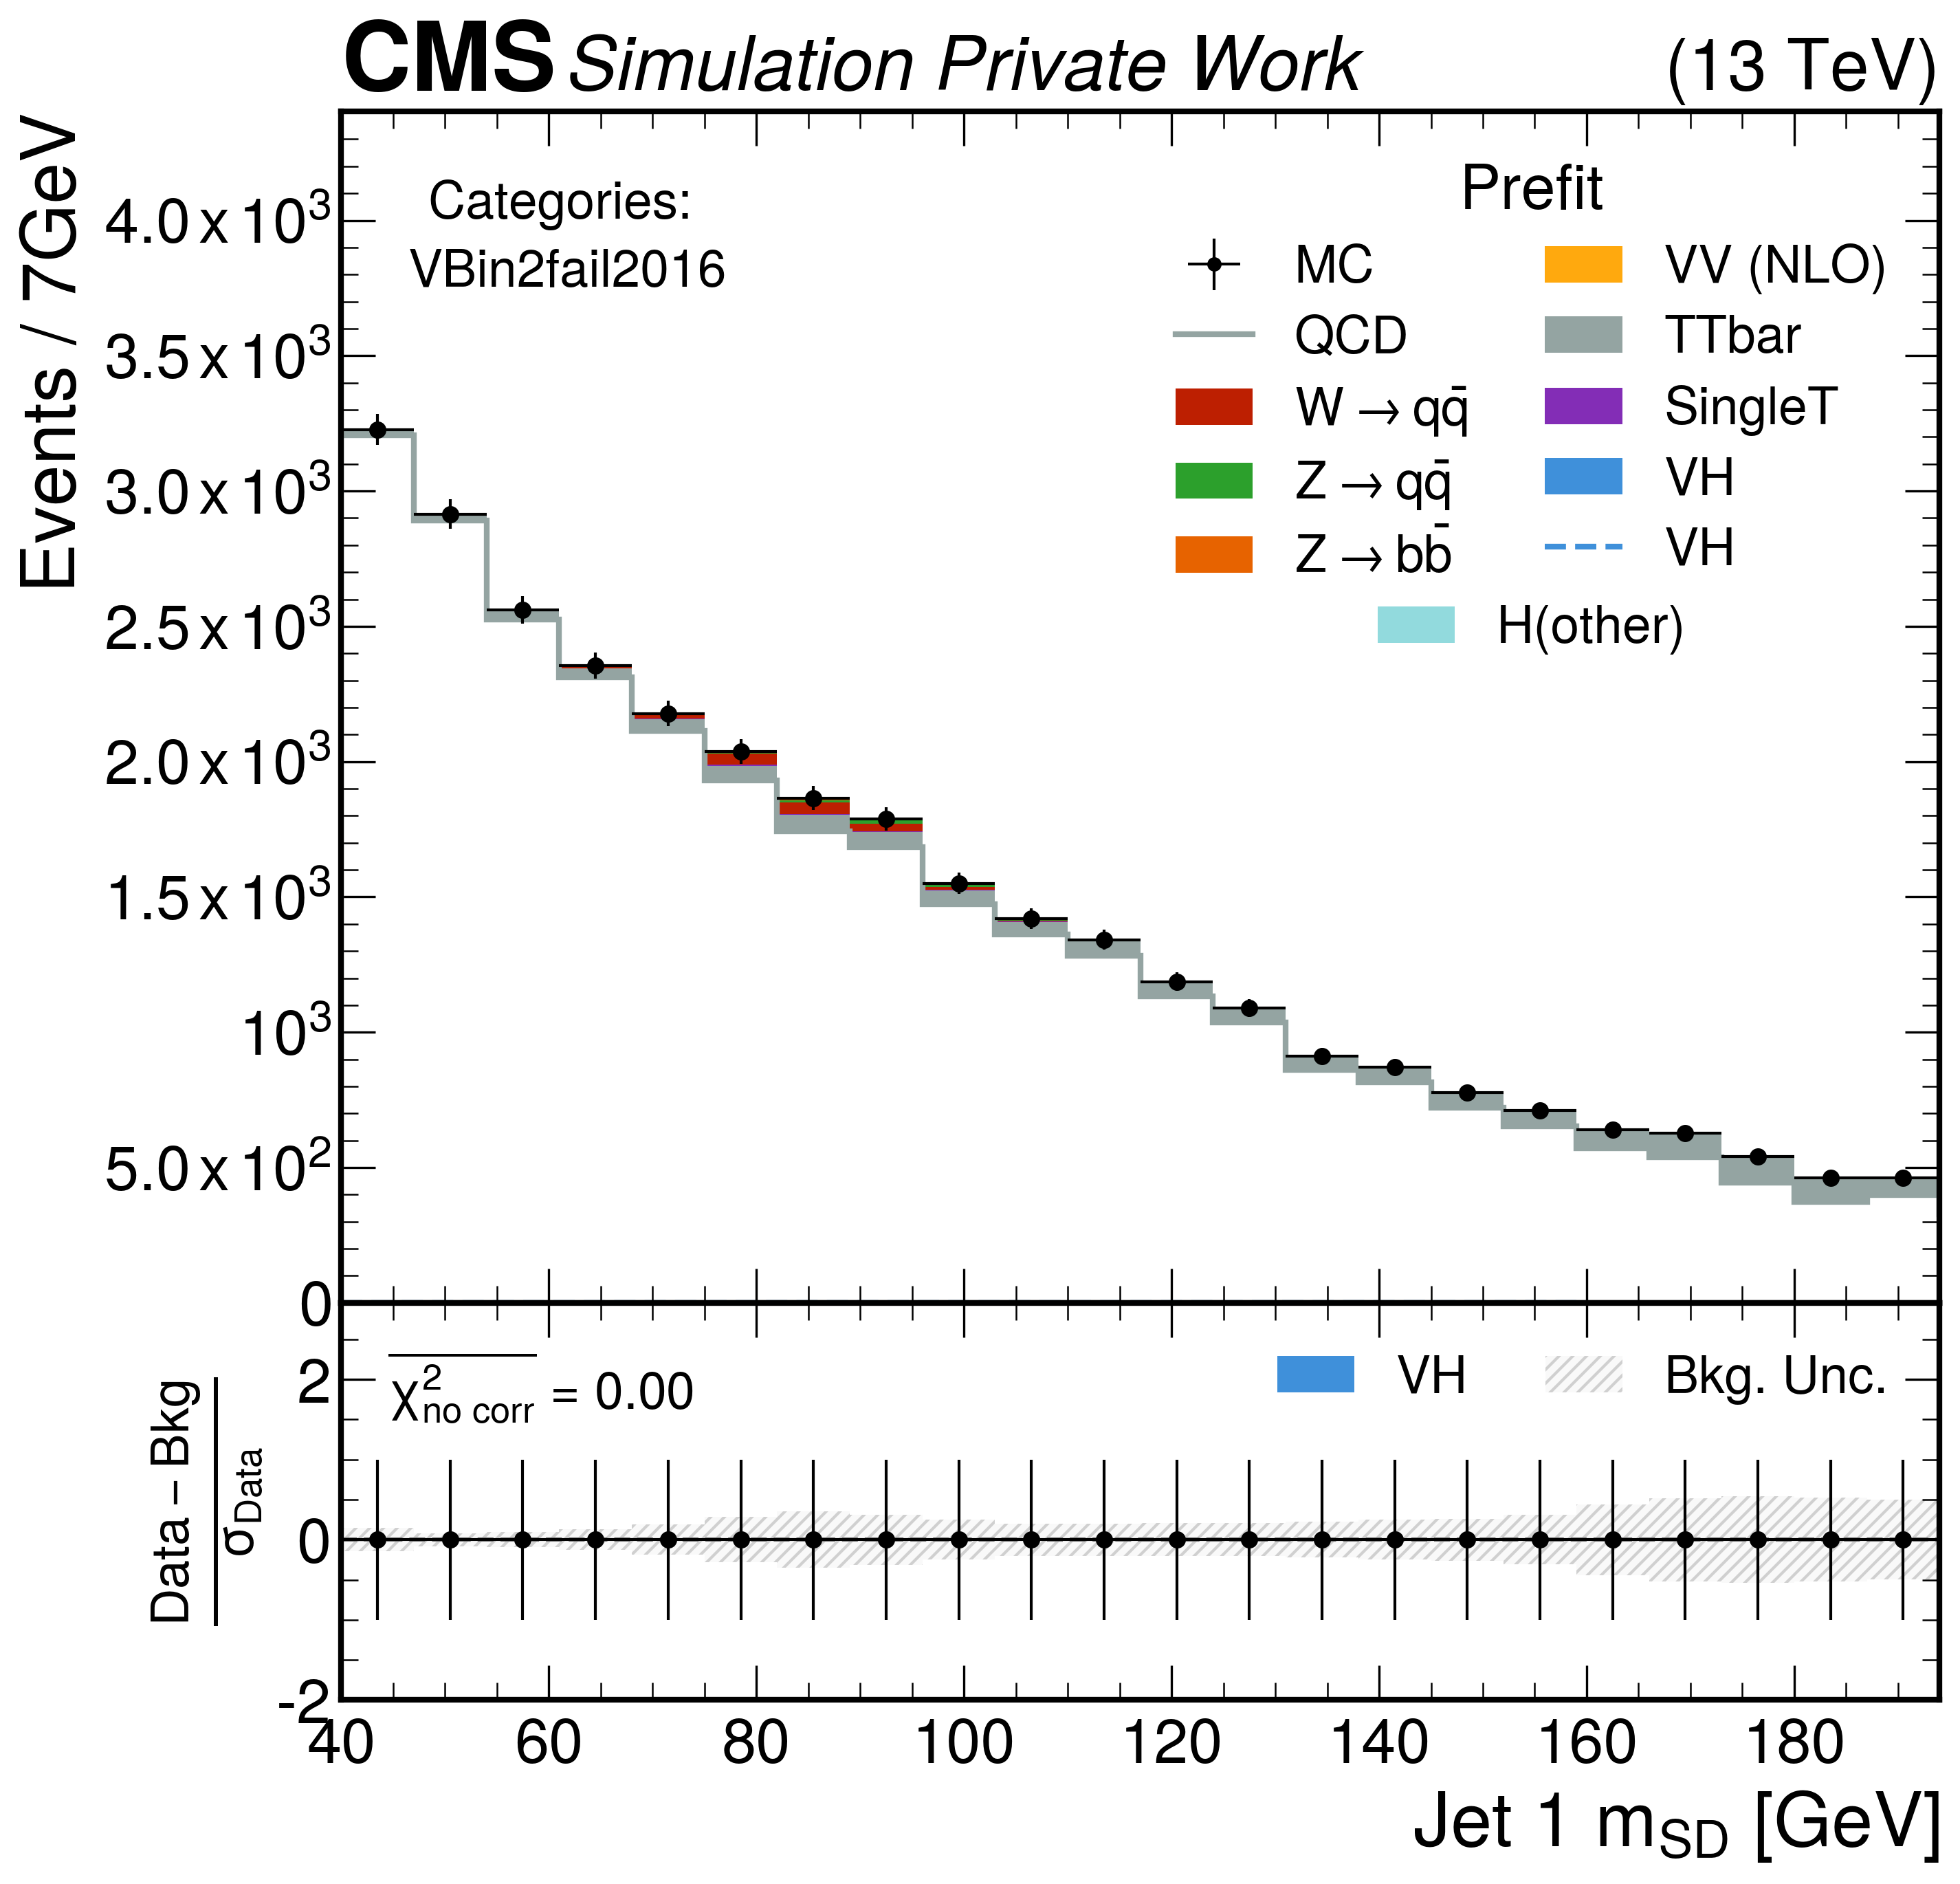 CMS Simulation Private Work (13 TeV)
Events / 7GeV
4.0 x 10³
3.5 x 10³
3.0 x 10³
2.5 x 10³
2.0 x 10³
1.5 x 10³
10³
5.0 x 10²
0
Categories:
VBin2fail2016
Prefit
MC
QCD
W → qq̄
Z → qq̄
Z → bb̄
VV (NLO)
TTbar
SingleT
VH
VH
H(other)
Data − Bkg
σ_Data
2
0
-2
χ²_no corr = 0.00
VH
Bkg. Unc.
40 60 80 100 120 140 160 180
Jet 1 m_SD [GeV]